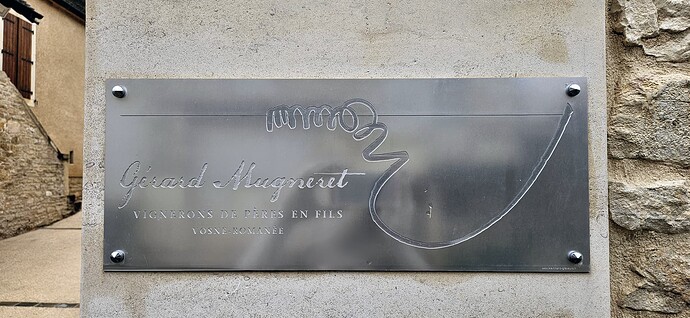 Gérard Mugneret
VIGNERONS DE PÈRES EN FILS
VOSNE ROMANÉE